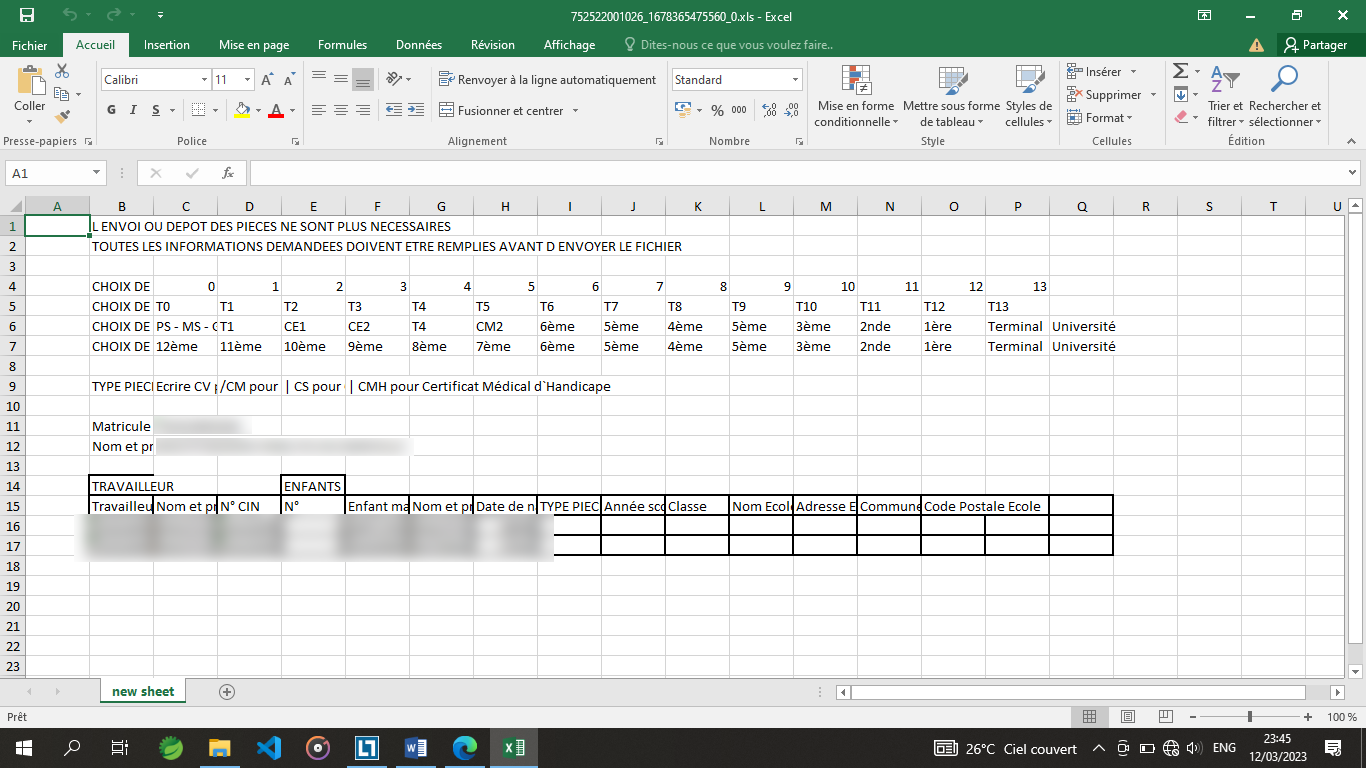 752522001026_1678365475560_0.xls - Excel
Fichier Accueil Insertion Mise en page Formules Données Révision Affichage Dites-nous ce que vous voulez faire.. Partager
Calibri 11 Renvoyer à la ligne automatiquement Standard Insérer
Coller Mise en forme Mettre sous forme Styles de Supprimer Trier et Rechercher et
G I S Fusionner et centrer % 000 conditionnelle de tableau cellules Format filtrer sélectionner
Presse-papiers Police Alignement Nombre Style Cellules Édition
A1 fx
A B C D E F G H I J K L M N O P Q R S T U
1 L ENVOI OU DEPOT DES PIECES NE SONT PLUS NECESSAIRES
2 TOUTES LES INFORMATIONS DEMANDEES DOIVENT ETRE REMPLIES AVANT D ENVOYER LE FICHIER
3
4 CHOIX DE 0 1 2 3 4 5 6 7 8 9 10 11 12 13
5 CHOIX DE T0 T1 T2 T3 T4 T5 T6 T7 T8 T9 T10 T11 T12 T13
6 CHOIX DE PS - MS - T1 CE1 CE2 T4 CM2 6ème 5ème 4ème 5ème 3ème 2nde 1ère Terminal Université
7 CHOIX DE 12ème 11ème 10ème 9ème 8ème 7ème 6ème 5ème 4ème 5ème 3ème 2nde 1ère Terminal Université
8
9 TYPE PIEC Ecrire CV /CM pour | CS pour | CMH pour Certificat Médical d`Handicape
10
11 Matricule
12 Nom et pr
13
14 TRAVAILLEUR ENFANTS
15 Travailleu Nom et pr N° CIN N° Enfant ma Nom et pr Date de n TYPE PIEC Année sco Classe Nom Ecol Adresse E Commune Code Postale Ecole
16
17
18
19
20
21
22
23
new sheet
Prêt 100 %
26°C Ciel couvert ENG 23:45
12/03/2023